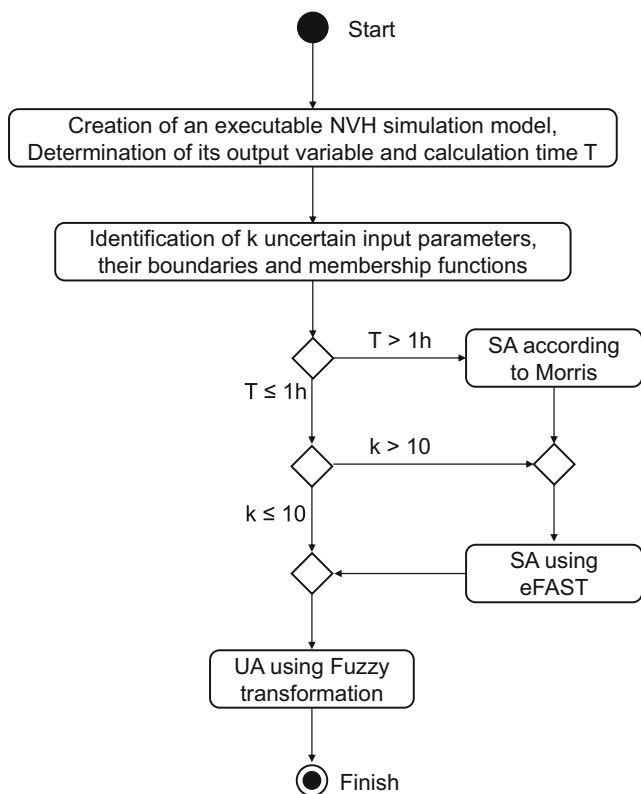 Start
Creation of an executable NVH simulation model,
Determination of its output variable and calculation time T
Identification of k uncertain input parameters,
their boundaries and membership functions
T > 1h
SA according
to Morris
T ≤ 1h
k > 10
k ≤ 10
SA using
eFAST
UA using Fuzzy
transformation
Finish